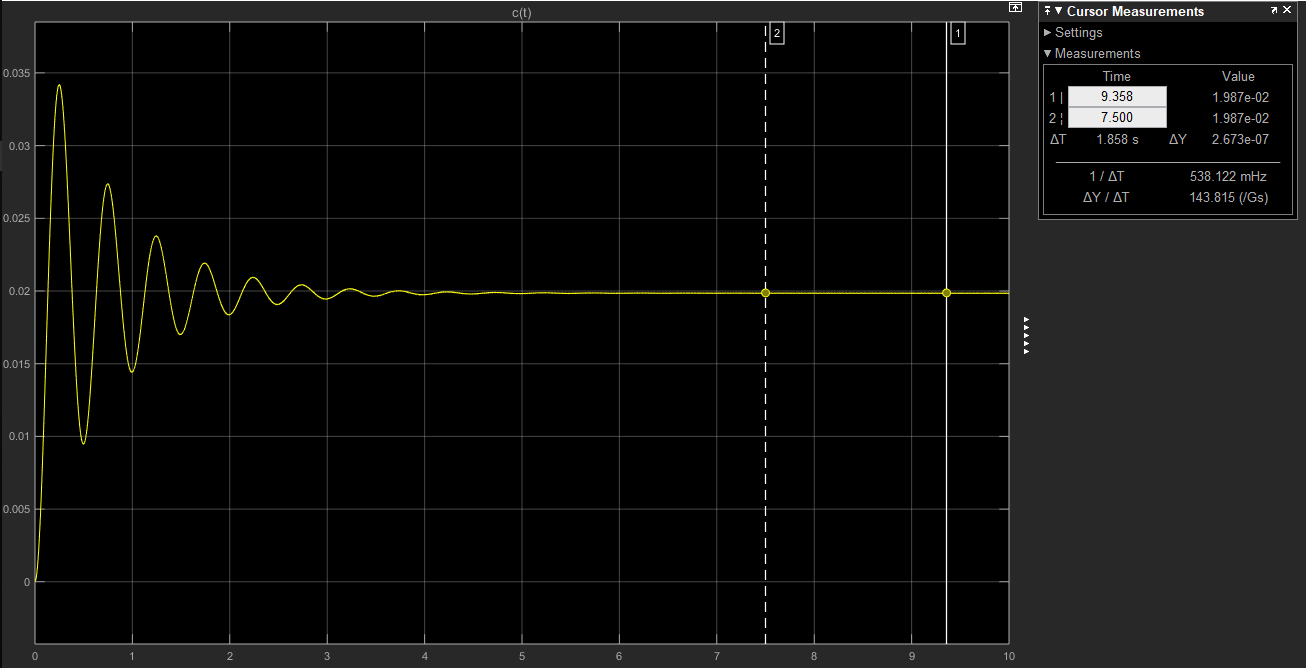 c(t)
0.035
0.03
0.025
0.02
0.015
0.01
0.005
0
0 1 2 3 4 5 6 7 8 9 10
2
1
Cursor Measurements
Settings
Measurements
Time Value
1 | 9.358 1.987e-02
2 ¦ 7.500 1.987e-02
ΔT 1.858 s ΔY 2.673e-07
1 / ΔT 538.122 mHz
ΔY / ΔT 143.815 (/Gs)